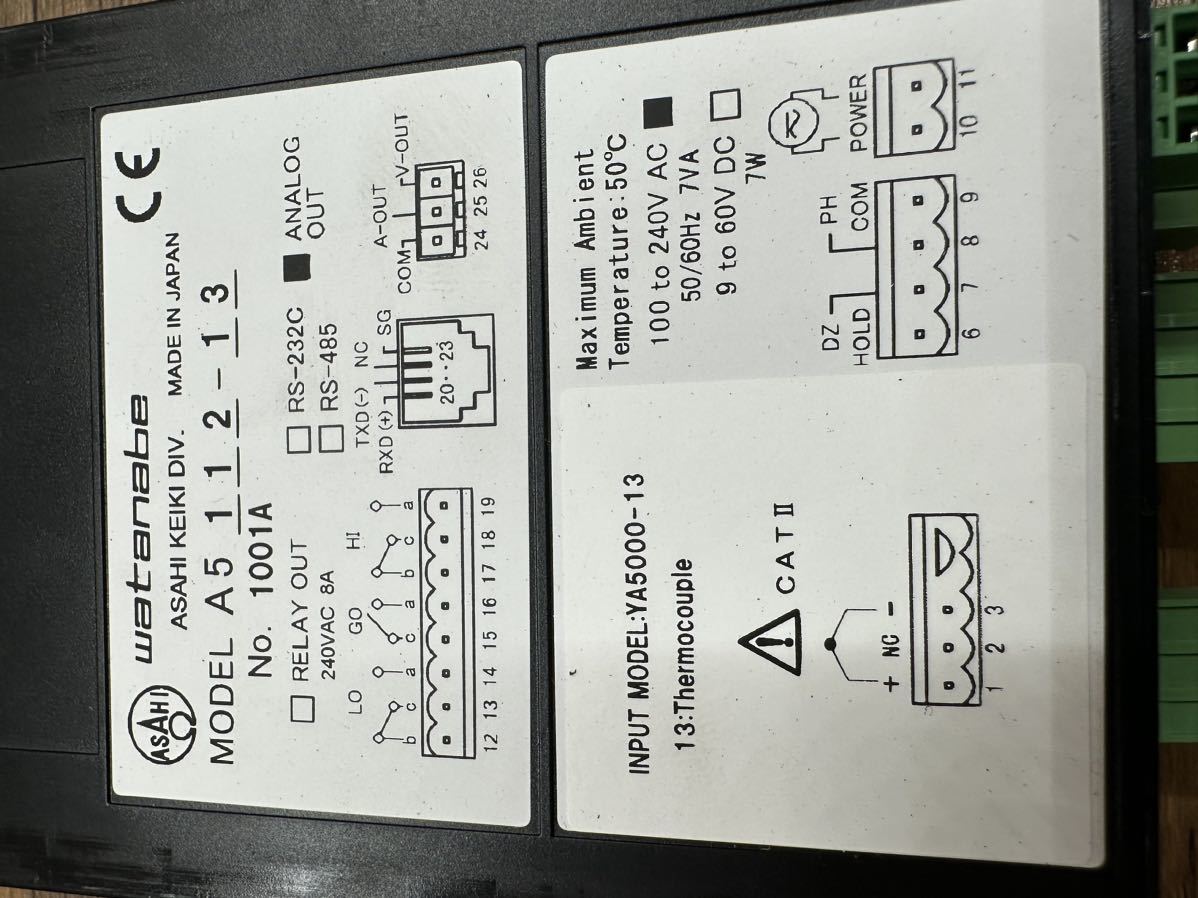 ASAHI
watanabe
ASAHI KEIKI DIV. MADE IN JAPAN
CE
MODEL A5 1 1 2 - 1 3
No. 1001A
□ RELAY OUT
240VAC 8A
□ RS-232C
□ RS-485
■ ANALOG
OUT
LO GO HI
b c a c a b c a
12 13 14 15 16 17 18 19
TXD(-) NC
RXD(+) SG
20··23
A-OUT
COM V-OUT
24 25 26
INPUT MODEL:YA5000-13
13:Thermocouple
CAT II
+ NC -
1 2 3
Maximum Ambient
Temperature:50℃
100 to 240V AC ■
50/60Hz 7VA
9 to 60V DC □
7W
DZ PH
HOLD COM
6 7 8 9
POWER
10 11